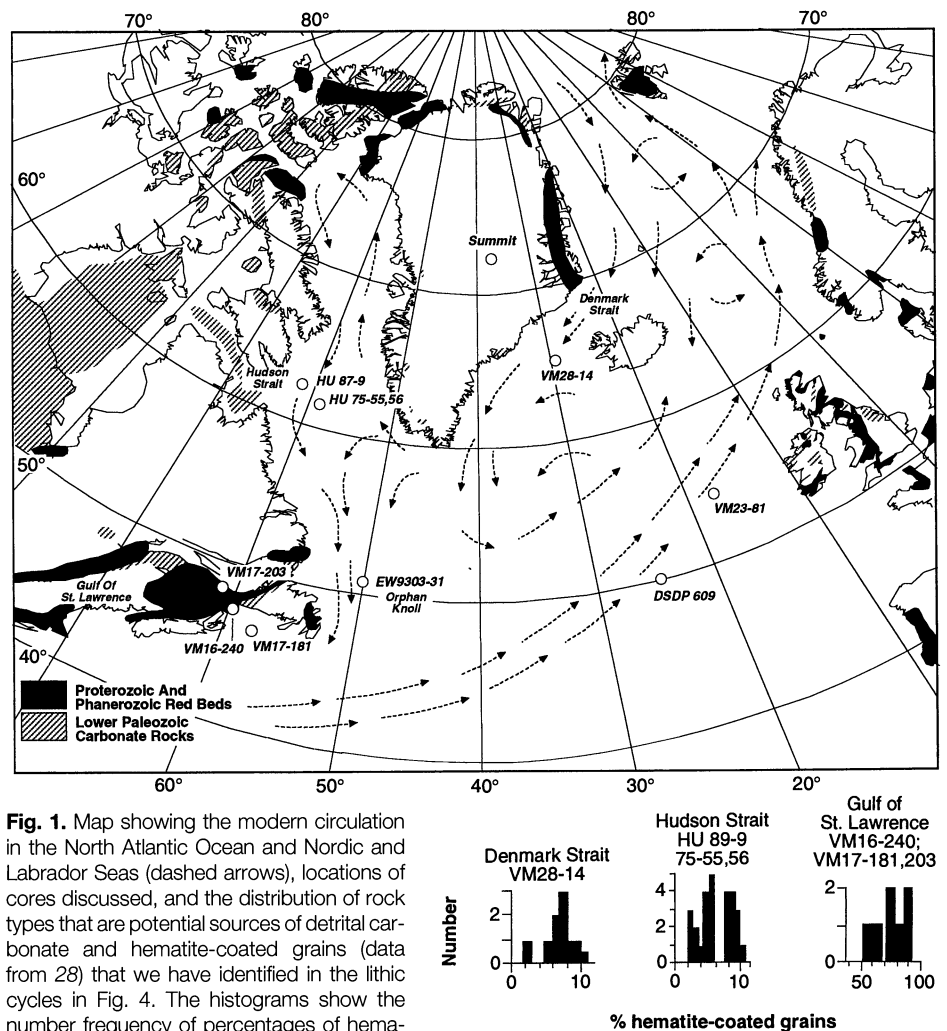 70°
80°
80°
70°
60°
Summit
Denmark
Strait
Hudson
Strait
HU 87-9
HU 75-55,56
VM28-14
50°
VM23-81
VM17-203
EW9303-31
Orphan
Knoll
DSDP 609
Gulf Of
St. Lawrence
VM16-240
VM17-181
40°
Proterozoic And
Phanerozoic Red Beds
Lower Paleozoic
Carbonate Rocks
60°
50°
40°
30°
20°
Fig. 1. Map showing the modern circulation
in the North Atlantic Ocean and Nordic and
Labrador Seas (dashed arrows), locations of
cores discussed, and the distribution of rock
types that are potential sources of detrital car-
bonate and hematite-coated grains (data
from 28) that we have identified in the lithic
cycles in Fig. 4. The histograms show the
number frequency of percentages of hema-
Denmark Strait
VM28-14
Number
2
0
0
10
Hudson Strait
HU 89-9
75-55,56
4
2
0
0
10
Gulf of
St. Lawrence
VM16-240;
VM17-181,203
2
0
50
100
% hematite-coated grains